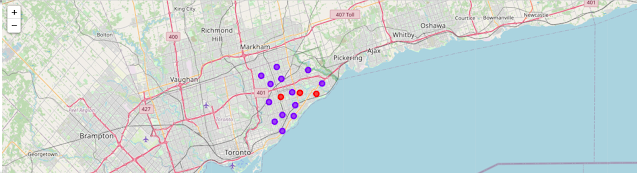 +
−
King City
407 Toll
401
Bolton
400
Richmond
Hill
Markham
Oshawa
Courtice
Bowmanville
Newcastle
Whitby
Ajax
Pickering
Vaughan
401
427
Brampton
Georgetown
Toronto